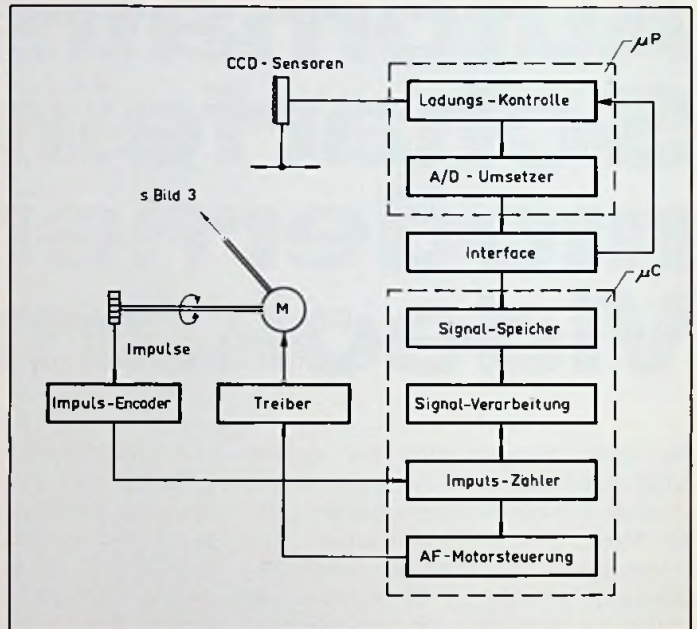 μP
CCD-Sensoren
Ladungs-Kontrolle
A/D-Umsetzer
s Bild 3
Interface
μC
M
Signal-Speicher
Impulse
Impuls-Encoder
Treiber
Signal-Verarbeitung
Imputs-Zähler
AF-Motorsteuerung